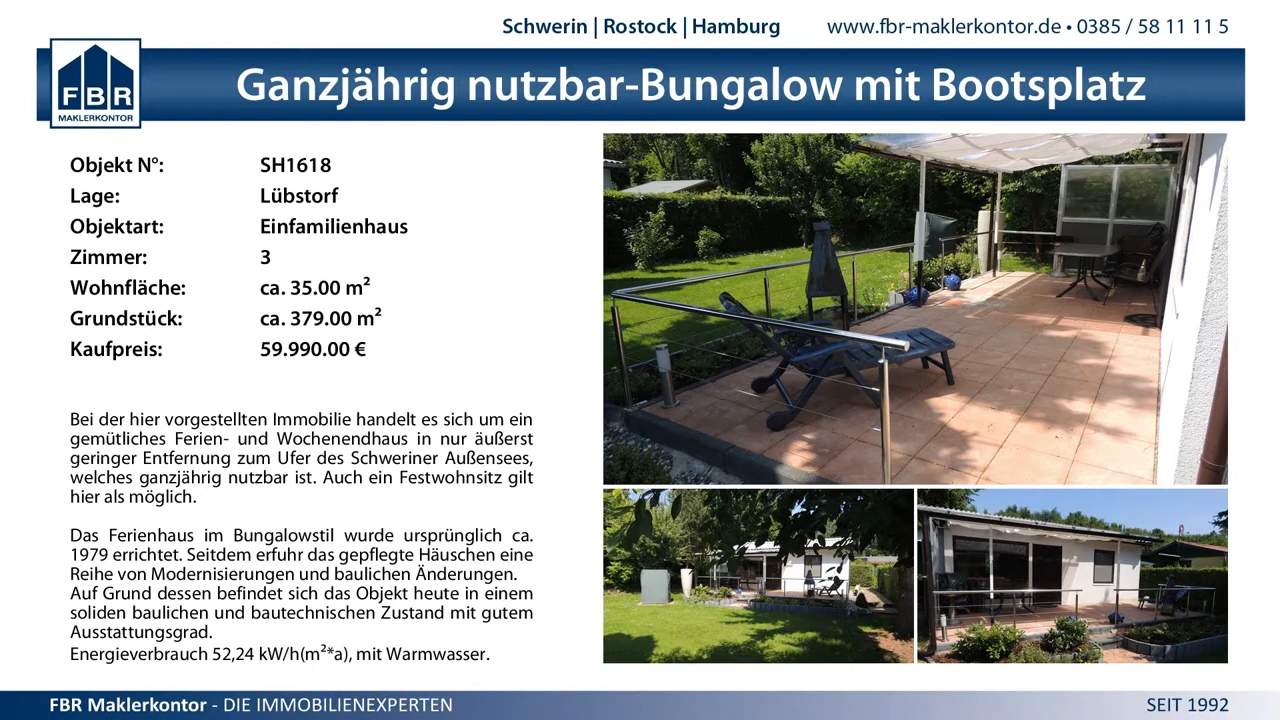 Schwerin | Rostock | Hamburg www.fbr-maklerkontor.de • 0385 / 58 11 11 5
FBR
MAKLERKONTOR
Ganzjährig nutzbar-Bungalow mit Bootsplatz
Objekt N°: SH1618
Lage: Lübstorf
Objektart: Einfamilienhaus
Zimmer: 3
Wohnfläche: ca. 35.00 m²
Grundstück: ca. 379.00 m²
Kaufpreis: 59.990.00 €
Bei der hier vorgestellten Immobilie handelt es sich um ein
gemütliches Ferien- und Wochenendhaus in nur äußerst
geringer Entfernung zum Ufer des Schweriner Außensees,
welches ganzjährig nutzbar ist. Auch ein Festwohnsitz gilt
hier als möglich.
Das Ferienhaus im Bungalowstil wurde ursprünglich ca.
1979 errichtet. Seitdem erfuhr das gepflegte Häuschen eine
Reihe von Modernisierungen und baulichen Änderungen.
Auf Grund dessen befindet sich das Objekt heute in einem
soliden baulichen und bautechnischen Zustand mit gutem
Ausstattungsgrad.
Energieverbrauch 52,24 kW/h(m²*a), mit Warmwasser.
FBR Maklerkontor - DIE IMMOBILIENEXPERTEN SEIT 1992